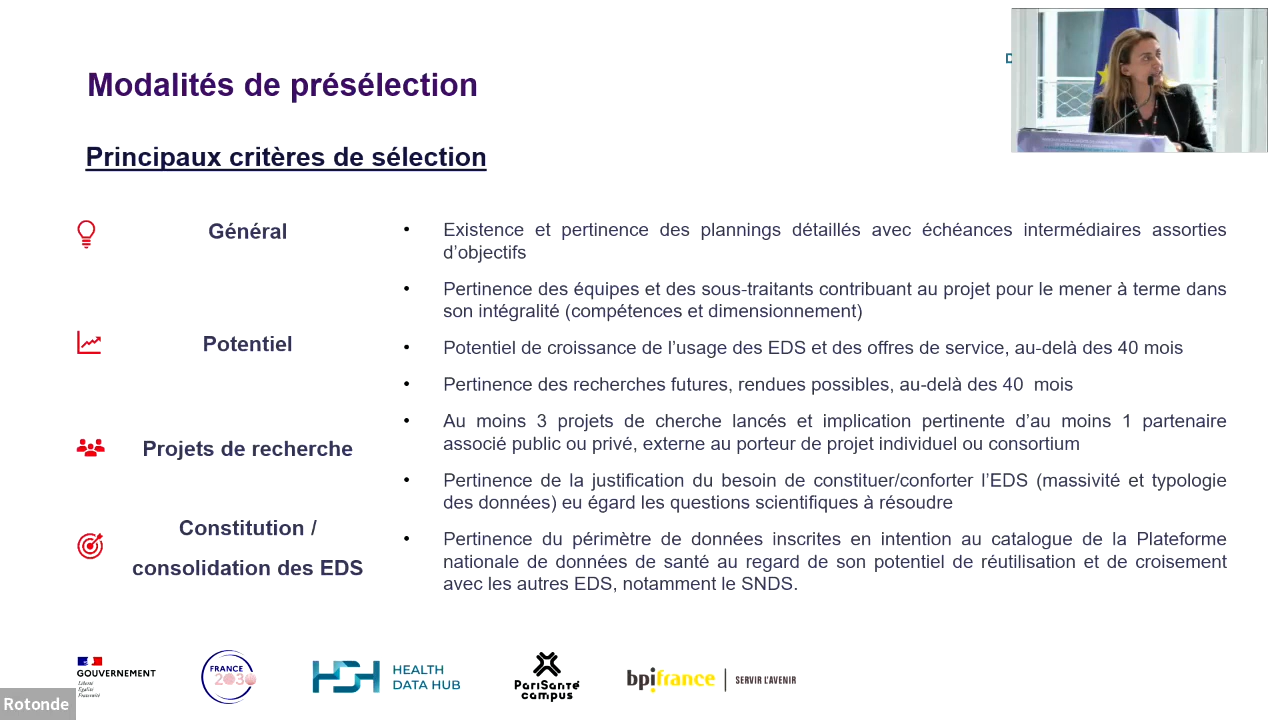 Modalités de présélection
D
Principaux critères de sélection
Général
Existence et pertinence des plannings détaillés avec échéances intermédiaires assorties
d’objectifs
Pertinence des équipes et des sous-traitants contribuant au projet pour le mener à terme dans
son intégralité (compétences et dimensionnement)
Potentiel
Potentiel de croissance de l’usage des EDS et des offres de service, au-delà des 40 mois
Pertinence des recherches futures, rendues possibles, au-delà des 40 mois
Projets de recherche
Au moins 3 projets de cherche lancés et implication pertinente d’au moins 1 partenaire
associé public ou privé, externe au porteur de projet individuel ou consortium
Pertinence de la justification du besoin de constituer/conforter l’EDS (massivité et typologie
des données) eu égard les questions scientifiques à résoudre
Constitution /
consolidation des EDS
Pertinence du périmètre de données inscrites en intention au catalogue de la Plateforme
nationale de données de santé au regard de son potentiel de réutilisation et de croisement
avec les autres EDS, notamment le SNDS.
GOUVERNEMENT
Liberté
Égalité
Fraternité
FRANCE
2030
HEALTH
DATA HUB
PariSanté
campus
bpifrance
SERVIR L'AVENIR
Rotonde